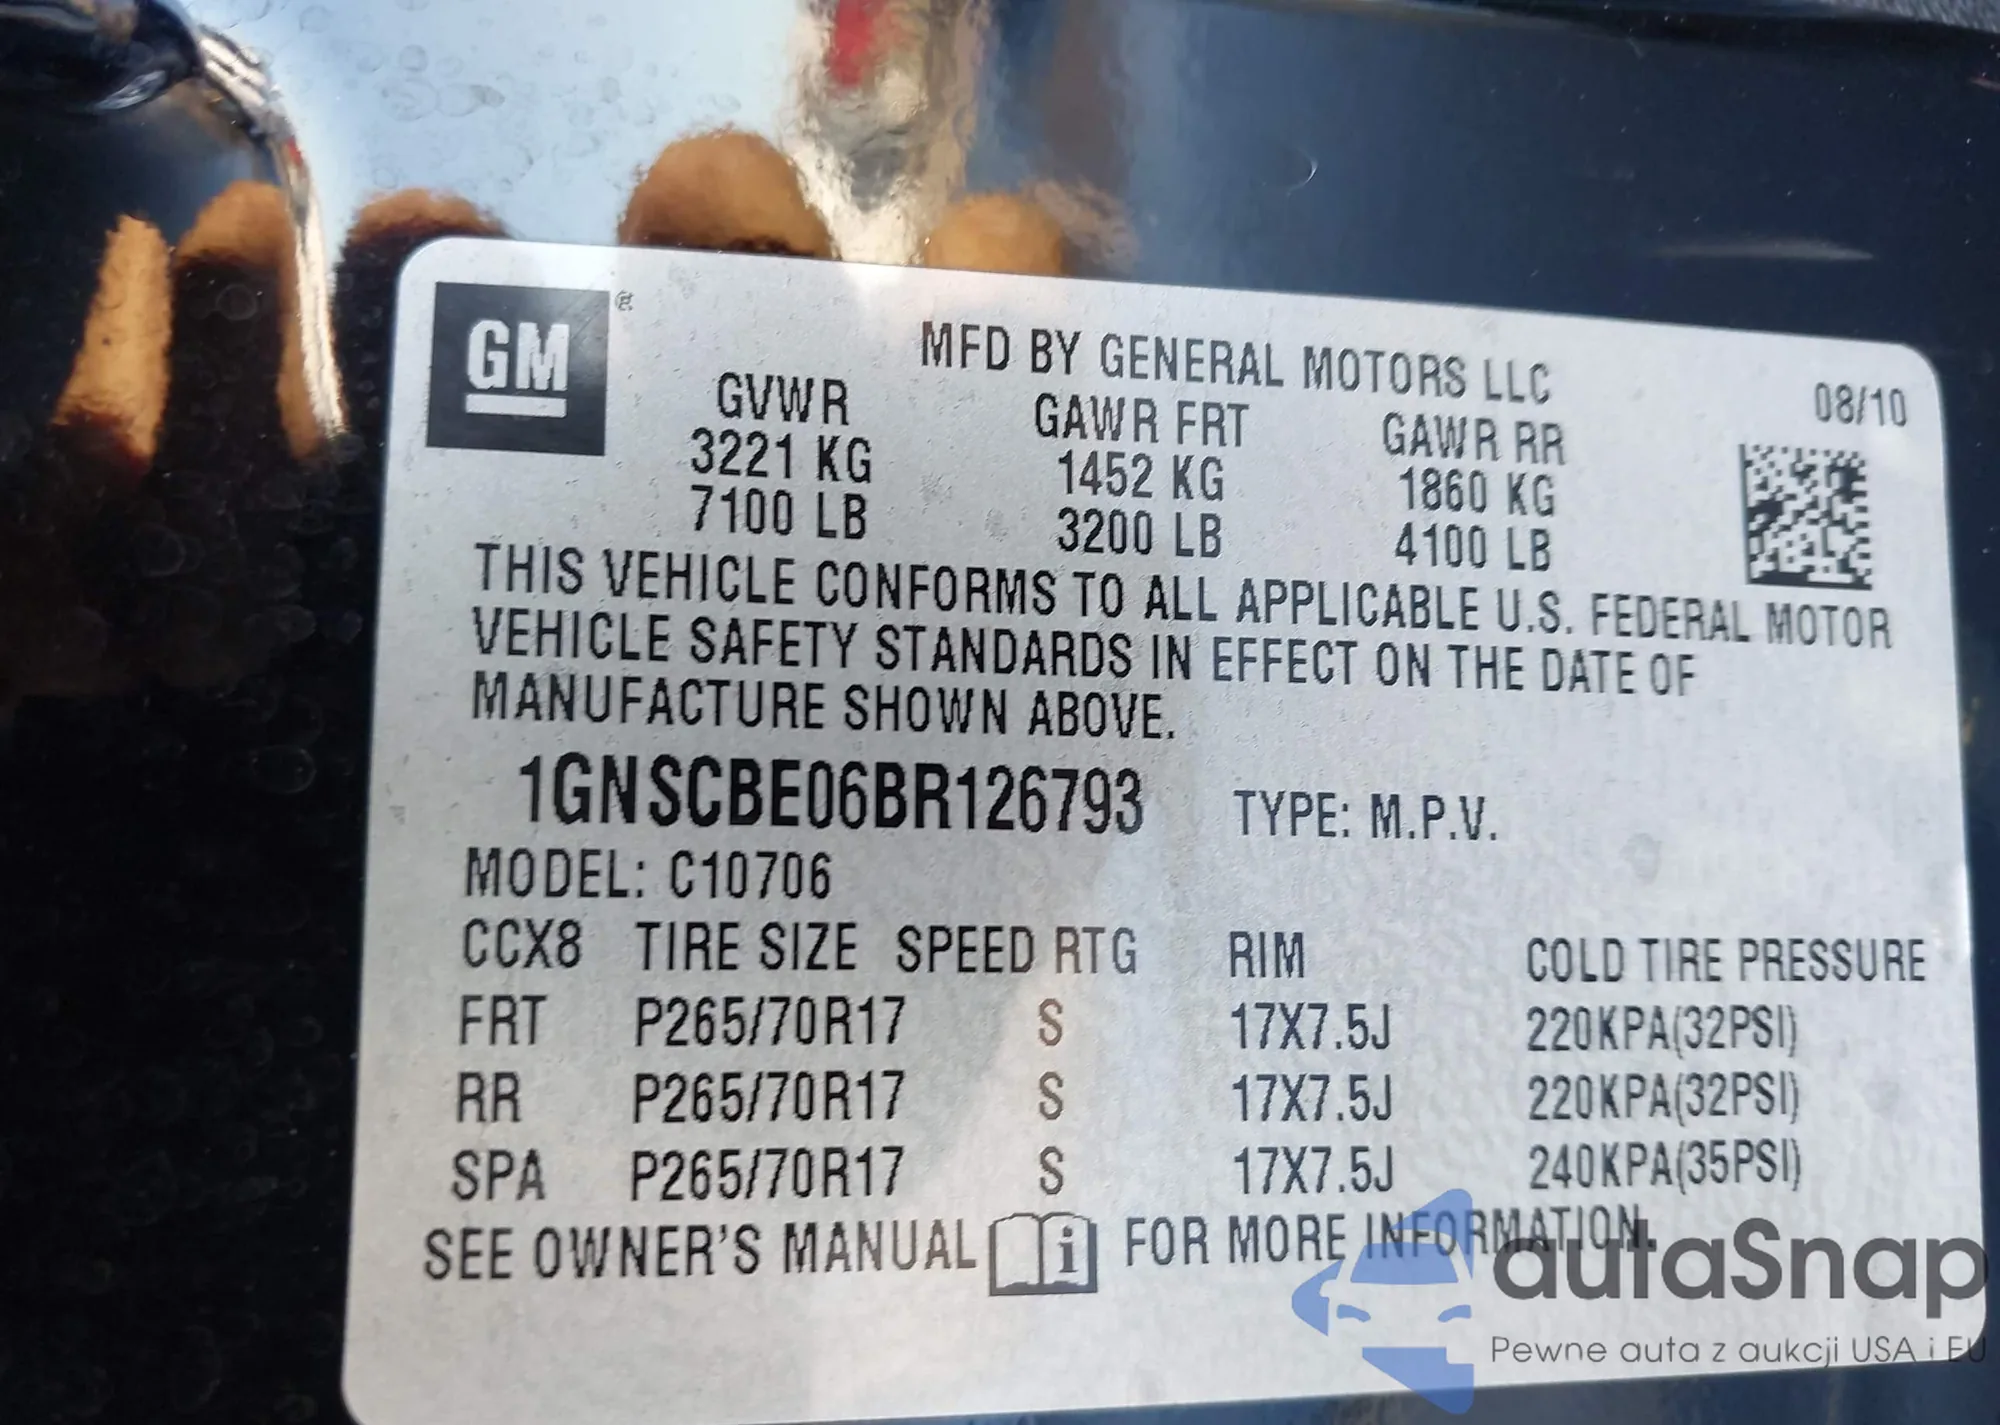 GM ®
MFD BY GENERAL MOTORS LLC
08/10
GVWR GAWR FRT GAWR RR
3221 KG 1452 KG 1860 KG
7100 LB 3200 LB 4100 LB
THIS VEHICLE CONFORMS TO ALL APPLICABLE U.S. FEDERAL MOTOR
VEHICLE SAFETY STANDARDS IN EFFECT ON THE DATE OF
MANUFACTURE SHOWN ABOVE.
1GNSCBE06BR126793 TYPE: M.P.V.
MODEL: C10706
CCX8 TIRE SIZE SPEED RTG RIM COLD TIRE PRESSURE
FRT P265/70R17 S 17X7.5J 220KPA(32PSI)
RR P265/70R17 S 17X7.5J 220KPA(32PSI)
SPA P265/70R17 S 17X7.5J 240KPA(35PSI)
SEE OWNER'S MANUAL i FOR MORE INFORMATION.
autaSnap
Pewne auta z aukcji USA i EU